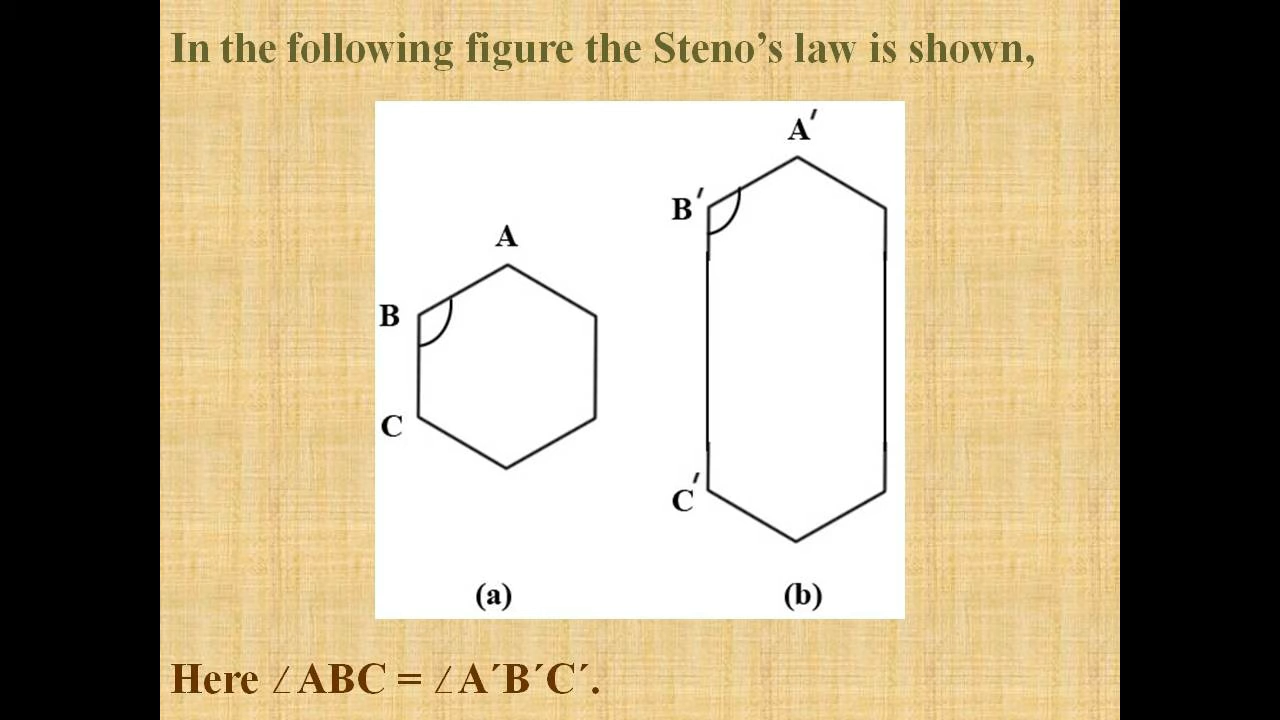 In the following figure the Steno’s law is shown,
A′
B′
A
B
C
C′
(a) (b)
Here ∠ABC = ∠A´B´C´.